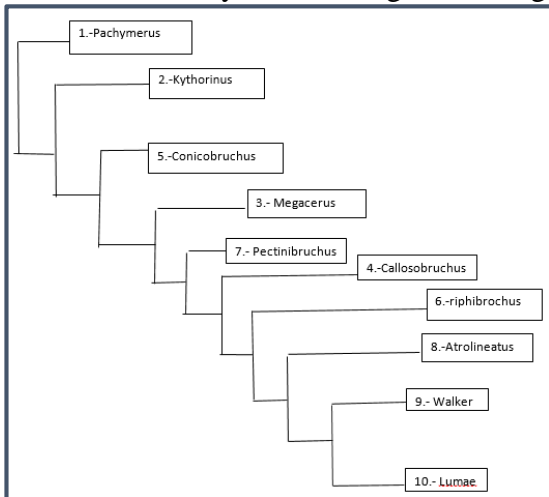 1.-Pachymerus
2.-Kythorinus
5.-Conicobruchus
3.- Megacerus
7.- Pectinibruchus
4.-Callosobruchus
6.-riphibrochus
8.-Atrolineatus
9.- Walker
10.- Lumae